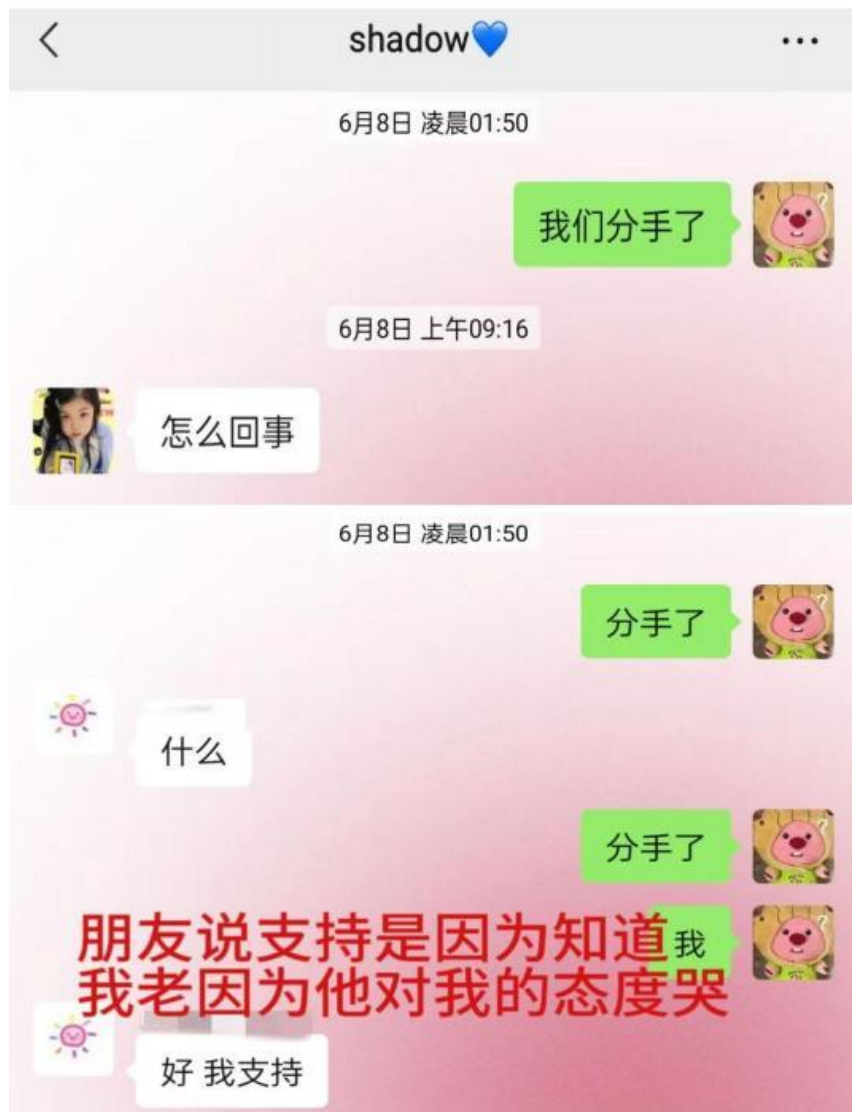 shadow💙
6月8日 凌晨01:50
我们分手了
6月8日 上午09:16
怎么回事
6月8日 凌晨01:50
分手了
什么
分手了
我
朋友说支持是因为知道
我老因为他对我的态度哭
好 我支持